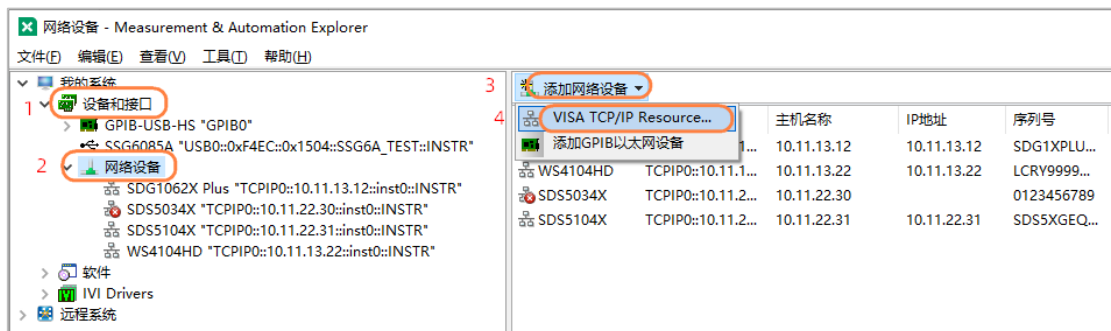 网络设备 - Measurement & Automation Explorer
文件(F) 编辑(E) 查看(V) 工具(T) 帮助(H)
我的系统
1 设备和接口
GPIB-USB-HS "GPIB0"
SSG6085A "USB0::0xF4EC::0x1504::SSG6A_TEST::INSTR"
2 网络设备
SDG1062X Plus "TCPIP0::10.11.13.12::inst0::INSTR"
SDS5034X "TCPIP0::10.11.22.30::inst0::INSTR"
SDS5104X "TCPIP0::10.11.22.31::inst0::INSTR"
WS4104HD "TCPIP0::10.11.13.22::inst0::INSTR"
软件
IVI Drivers
远程系统
3 添加网络设备
4 VISA TCP/IP Resource...
添加GPIB以太网设备
主机名称 IP地址 序列号
1... 10.11.13.12 10.11.13.12 SDG1XPLU...
WS4104HD TCPIP0::10.11.1... 10.11.13.22 10.11.13.22 LCRY9999...
SDS5034X TCPIP0::10.11.2... 10.11.22.30 0123456789
SDS5104X TCPIP0::10.11.2... 10.11.22.31 10.11.22.31 SDS5XGEQ...